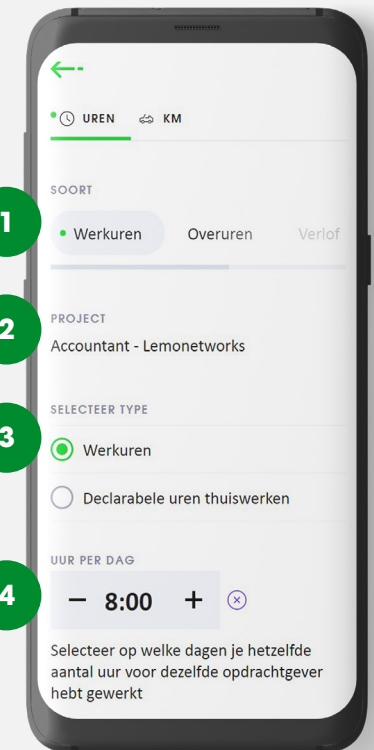 UREN KM
SOORT
1
Werkuren Overuren Verlof
2
PROJECT
Accountant - Lemonetworks
SELECTEER TYPE
3
Werkuren
Declarabele uren thuiswerken
UUR PER DAG
4
− 8:00 +
Selecteer op welke dagen je hetzelfde
aantal uur voor dezelfde opdrachtgever
hebt gewerkt